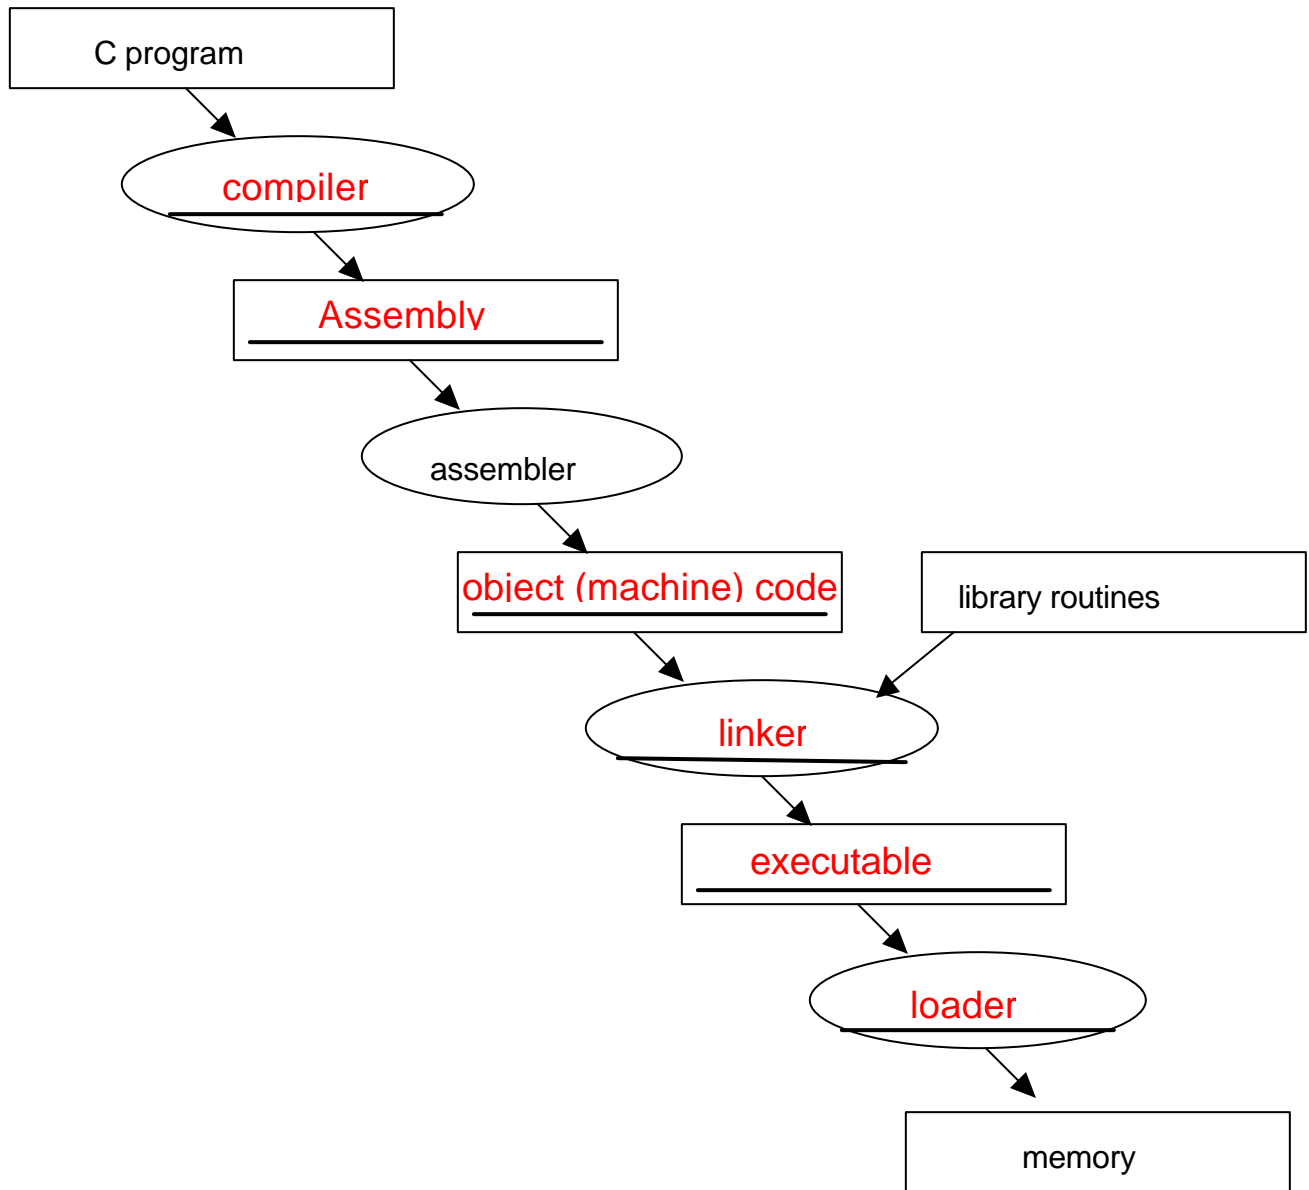 C program
compiler
Assembly
assembler
object (machine) code
library routines
linker
executable
loader
memory